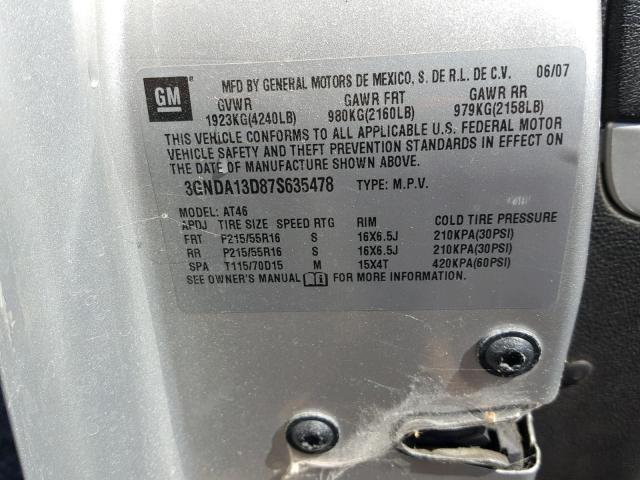 GM ® MFD BY GENERAL MOTORS DE MEXICO, S. DE R.L. DE C.V. 06/07
GVWR GAWR FRT GAWR RR
1923KG(4240LB) 980KG(2160LB) 979KG(2158LB)
THIS VEHICLE CONFORMS TO ALL APPLICABLE U.S. FEDERAL MOTOR
VEHICLE SAFETY AND THEFT PREVENTION STANDARDS IN EFFECT ON
THE DATE OF MANUFACTURE SHOWN ABOVE.
3GNDA13D87S635478 TYPE: M.P.V.
MODEL: AT46
APDJ TIRE SIZE SPEED RTG RIM COLD TIRE PRESSURE
FRT P215/55R16 S 16X6.5J 210KPA(30PSI)
RR P215/55R16 S 16X6.5J 210KPA(30PSI)
SPA T115/70D15 M 15X4T 420KPA(60PSI)
SEE OWNER'S MANUAL FOR MORE INFORMATION.